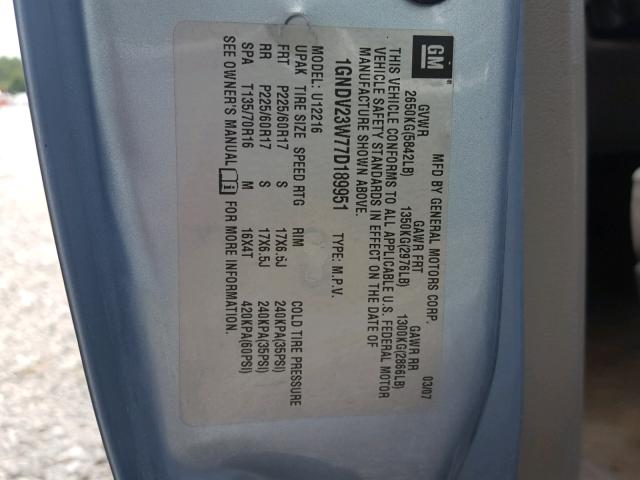 GM
MFD BY GENERAL MOTORS CORP. 03/07
GVWR GAWR FRT GAWR RR
2650KG(5842LB) 1350KG(2976LB) 1300KG(2866LB)
THIS VEHICLE CONFORMS TO ALL APPLICABLE U.S. FEDERAL MOTOR
VEHICLE SAFETY STANDARDS IN EFFECT ON THE DATE OF
MANUFACTURE SHOWN ABOVE.
1GNDV23W77D189951 TYPE: M.P.V.
MODEL: U12216
UPAK TIRE SIZE SPEED RTG RIM COLD TIRE PRESSURE
FRT P225/60R17 S 17X6.5J 240KPA(35PSI)
RR P225/60R17 S 17X6.5J 240KPA(35PSI)
SPA T135/70R16 M 16X4T 420KPA(60PSI)
SEE OWNER'S MANUAL FOR MORE INFORMATION.